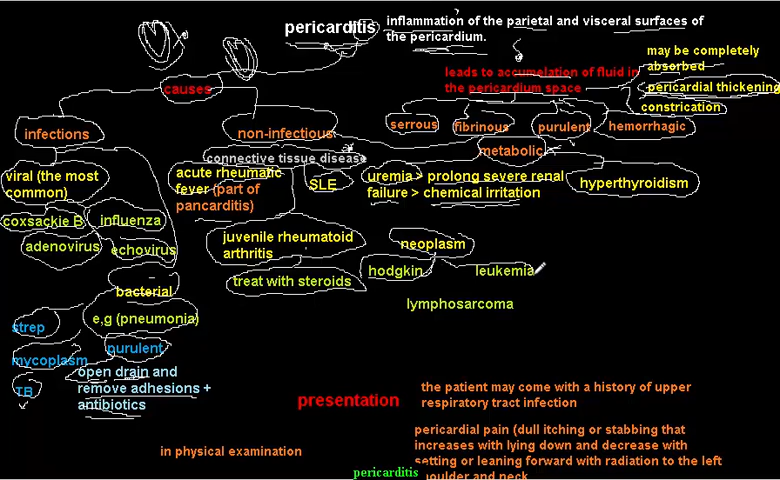 pericarditis
inflammation of the parietal and visceral surfaces of
the pericardium.
may be completely
absorbed
leads to accumelation of fluid in
the pericardium space
pericardial thickening
constrication
causes
infections
non-infectious
serrous
fibrinous
purulent
hemorrhagic
connective tissue disease
metabolic
viral (the most
common)
acute rheumatic
fever (part of
pancarditis)
SLE
uremia > prolong severe renal
failure > chemical irritation
hyperthyroidism
coxsackie B
influenza
adenovirus
echovirus
juvenile rheumatoid
arthritis
neoplasm
treat with steroids
hodgkin
leukemia
lymphosarcoma
bacterial
e,g (pneumonia)
strep
purulent
mycoplasm
TB
open drain and
remove adhesions +
antibiotics
presentation
the patient may come with a history of upper
respiratory tract infection
in physical examination
pericardial pain (dull itching or stabbing that
increases with lying down and decrease with
setting or leaning forward with radiation to the left
shoulder and neck
pericarditis